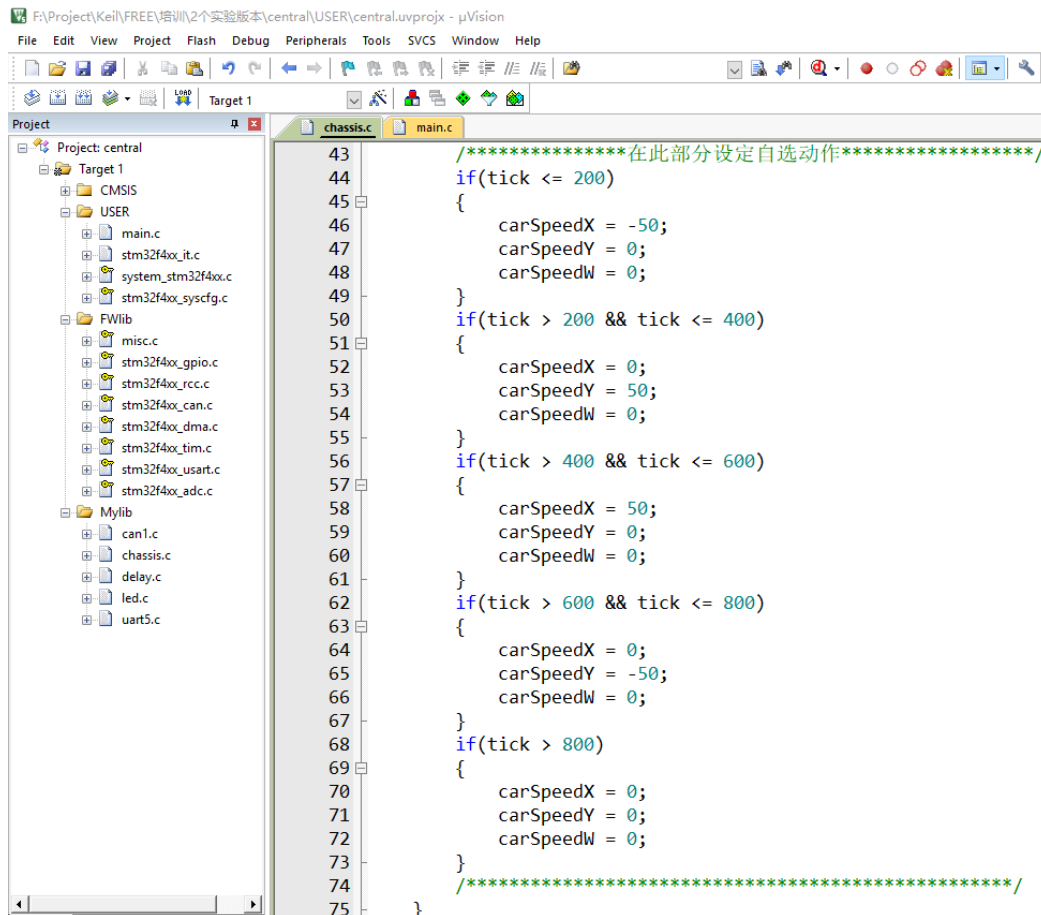 F:\Project\Keil\FREE\培训\2个实验版本\central\USER\central.uvprojx - µVision
File Edit View Project Flash Debug Peripherals Tools SVCS Window Help
LOAD Target 1
Project
chassis.c main.c
Project: central
Target 1
CMSIS
USER
main.c
stm32f4xx_it.c
system_stm32f4xx.c
stm32f4xx_syscfg.c
FWlib
misc.c
stm32f4xx_gpio.c
stm32f4xx_rcc.c
stm32f4xx_can.c
stm32f4xx_dma.c
stm32f4xx_tim.c
stm32f4xx_usart.c
stm32f4xx_adc.c
Mylib
can1.c
chassis.c
delay.c
led.c
uart5.c
43 /***************在此部分设定自选动作******************/
44 if(tick <= 200)
45 {
46 carSpeedX = -50;
47 carSpeedY = 0;
48 carSpeedW = 0;
49 }
50 if(tick > 200 && tick <= 400)
51 {
52 carSpeedX = 0;
53 carSpeedY = 50;
54 carSpeedW = 0;
55 }
56 if(tick > 400 && tick <= 600)
57 {
58 carSpeedX = 50;
59 carSpeedY = 0;
60 carSpeedW = 0;
61 }
62 if(tick > 600 && tick <= 800)
63 {
64 carSpeedX = 0;
65 carSpeedY = -50;
66 carSpeedW = 0;
67 }
68 if(tick > 800)
69 {
70 carSpeedX = 0;
71 carSpeedY = 0;
72 carSpeedW = 0;
73 }
74 /***************************************************/
75 }